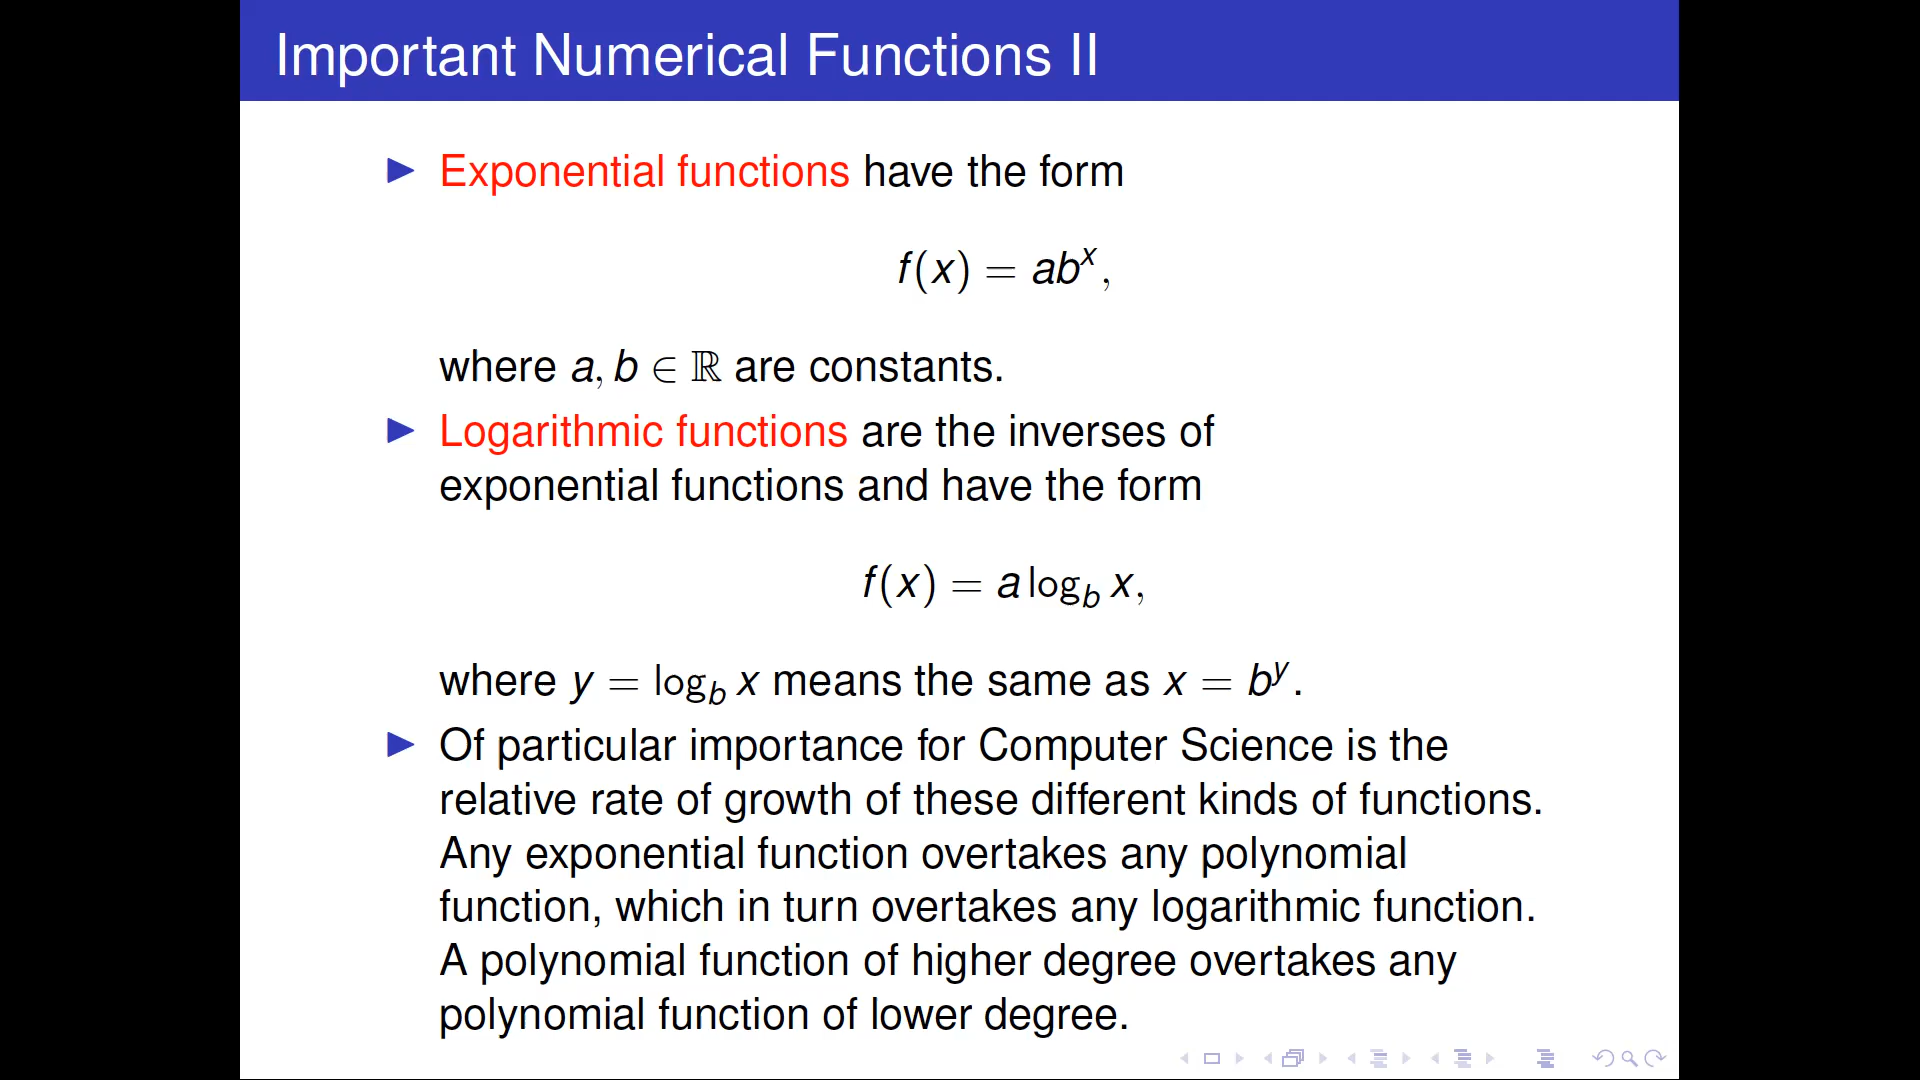 Important Numerical Functions II
Exponential functions have the form
f(x) = ab^x,
where a, b ∈ ℝ are constants.
Logarithmic functions are the inverses of
exponential functions and have the form
f(x) = a log_b x,
where y = log_b x means the same as x = b^y.
Of particular importance for Computer Science is the
relative rate of growth of these different kinds of functions.
Any exponential function overtakes any polynomial
function, which in turn overtakes any logarithmic function.
A polynomial function of higher degree overtakes any
polynomial function of lower degree.